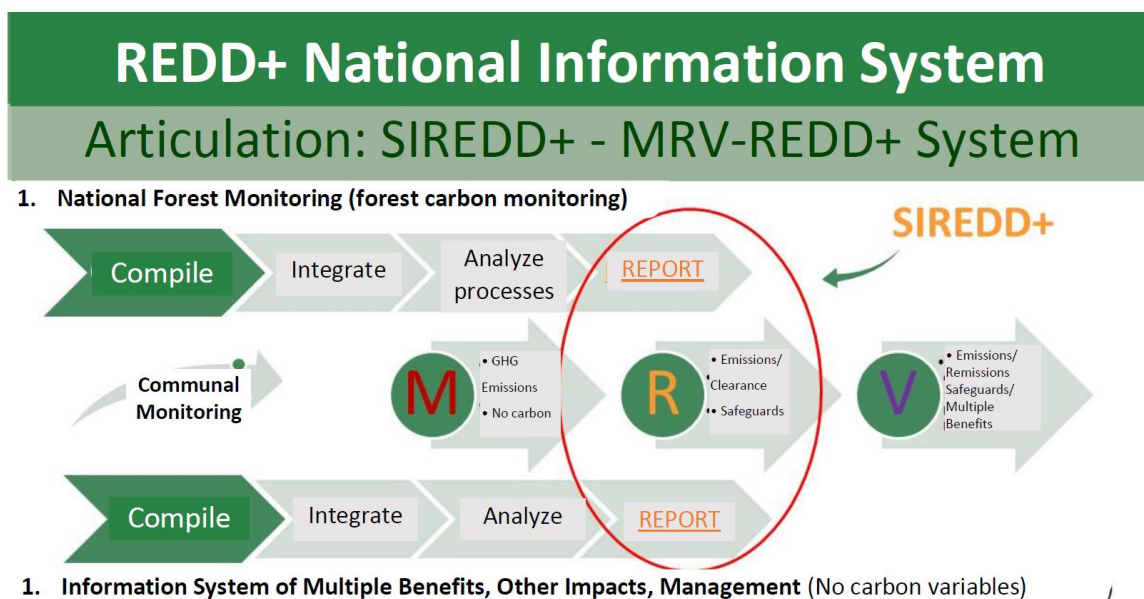 REDD+ National Information System
Articulation: SIREDD+ - MRV-REDD+ System
1. National Forest Monitoring (forest carbon monitoring)
SIREDD+
Compile
Integrate
Analyze
processes
REPORT
Communal
Monitoring
M
• GHG
Emissions
• No carbon
R
• Emissions/
Clearance
• Safeguards
V
• Emissions/
Remissions
Safeguards/
Multiple
Benefits
Compile
Integrate
Analyze
REPORT
1. Information System of Multiple Benefits, Other Impacts, Management (No carbon variables)